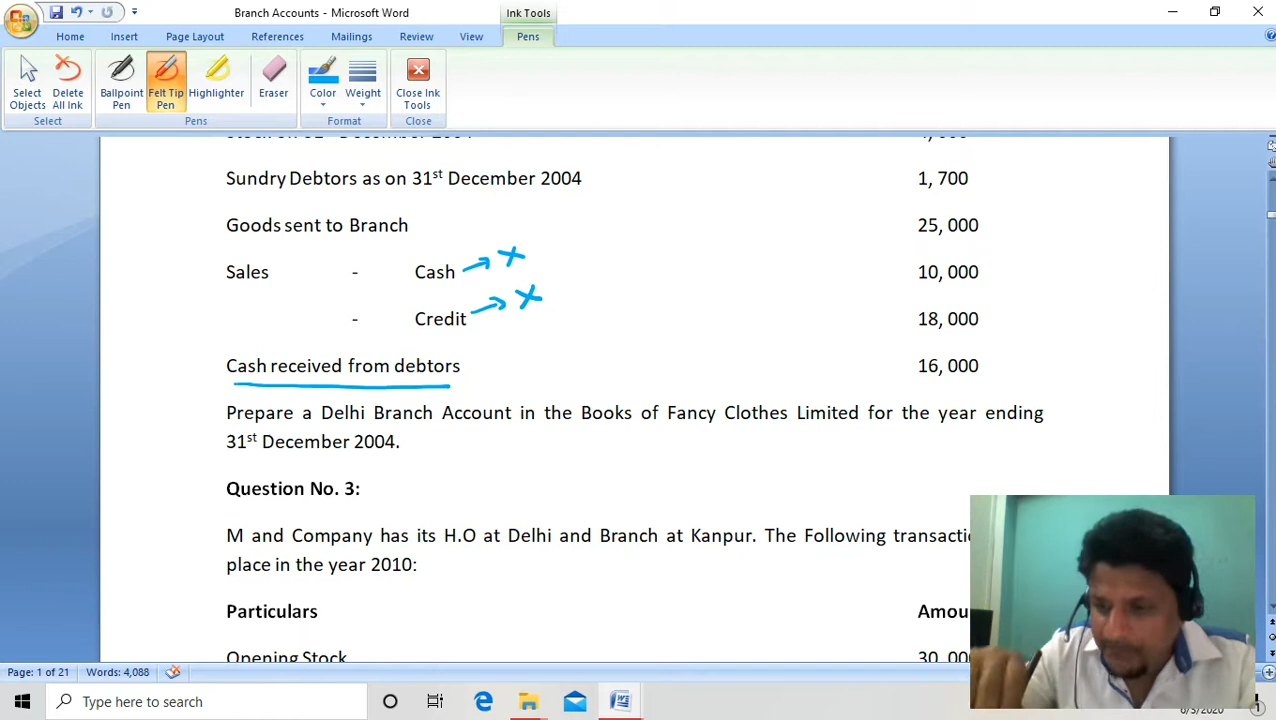 Branch Accounts - Microsoft Word
Ink Tools
Home Insert Page Layout References Mailings Review View Pens
Select Objects
Delete All Ink
Ballpoint Pen
Felt Tip Pen
Highlighter
Eraser
Color
Weight
Close Ink Tools
Select Pens Format Close
Sundry Debtors as on 31st December 2004 1, 700
Goods sent to Branch 25, 000
Sales - Cash 10, 000
- Credit 18, 000
Cash received from debtors 16, 000
Prepare a Delhi Branch Account in the Books of Fancy Clothes Limited for the year ending
31st December 2004.
Question No. 3:
M and Company has its H.O at Delhi and Branch at Kanpur. The Following
place in the year 2010:
Particulars
Opening Stock
Page: 1 of 21 Words: 4,088
Type here to search